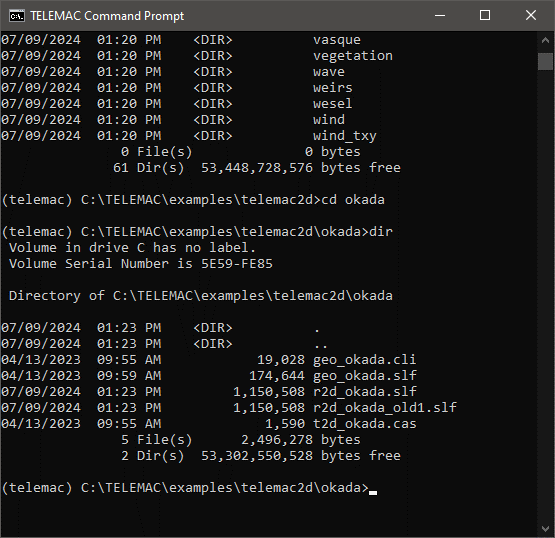 TELEMAC Command Prompt
07/09/2024  01:20 PM    <DIR>          vasque
07/09/2024  01:20 PM    <DIR>          vegetation
07/09/2024  01:20 PM    <DIR>          wave
07/09/2024  01:20 PM    <DIR>          weirs
07/09/2024  01:20 PM    <DIR>          wesel
07/09/2024  01:20 PM    <DIR>          wind
07/09/2024  01:20 PM    <DIR>          wind_txy
               0 File(s)              0 bytes
              61 Dir(s)  53,448,728,576 bytes free
(telemac) C:\TELEMAC\examples\telemac2d>cd okada
(telemac) C:\TELEMAC\examples\telemac2d\okada>dir
 Volume in drive C has no label.
 Volume Serial Number is 5E59-FE85
 Directory of C:\TELEMAC\examples\telemac2d\okada
07/09/2024  01:23 PM    <DIR>          .
07/09/2024  01:23 PM    <DIR>          ..
04/13/2023  09:55 AM            19,028 geo_okada.cli
04/13/2023  09:59 AM           174,644 geo_okada.slf
07/09/2024  01:23 PM         1,150,508 r2d_okada.slf
07/09/2024  01:23 PM         1,150,508 r2d_okada_old1.slf
04/13/2023  09:55 AM             1,590 t2d_okada.cas
               5 File(s)      2,496,278 bytes
               2 Dir(s)  53,302,550,528 bytes free
(telemac) C:\TELEMAC\examples\telemac2d\okada>